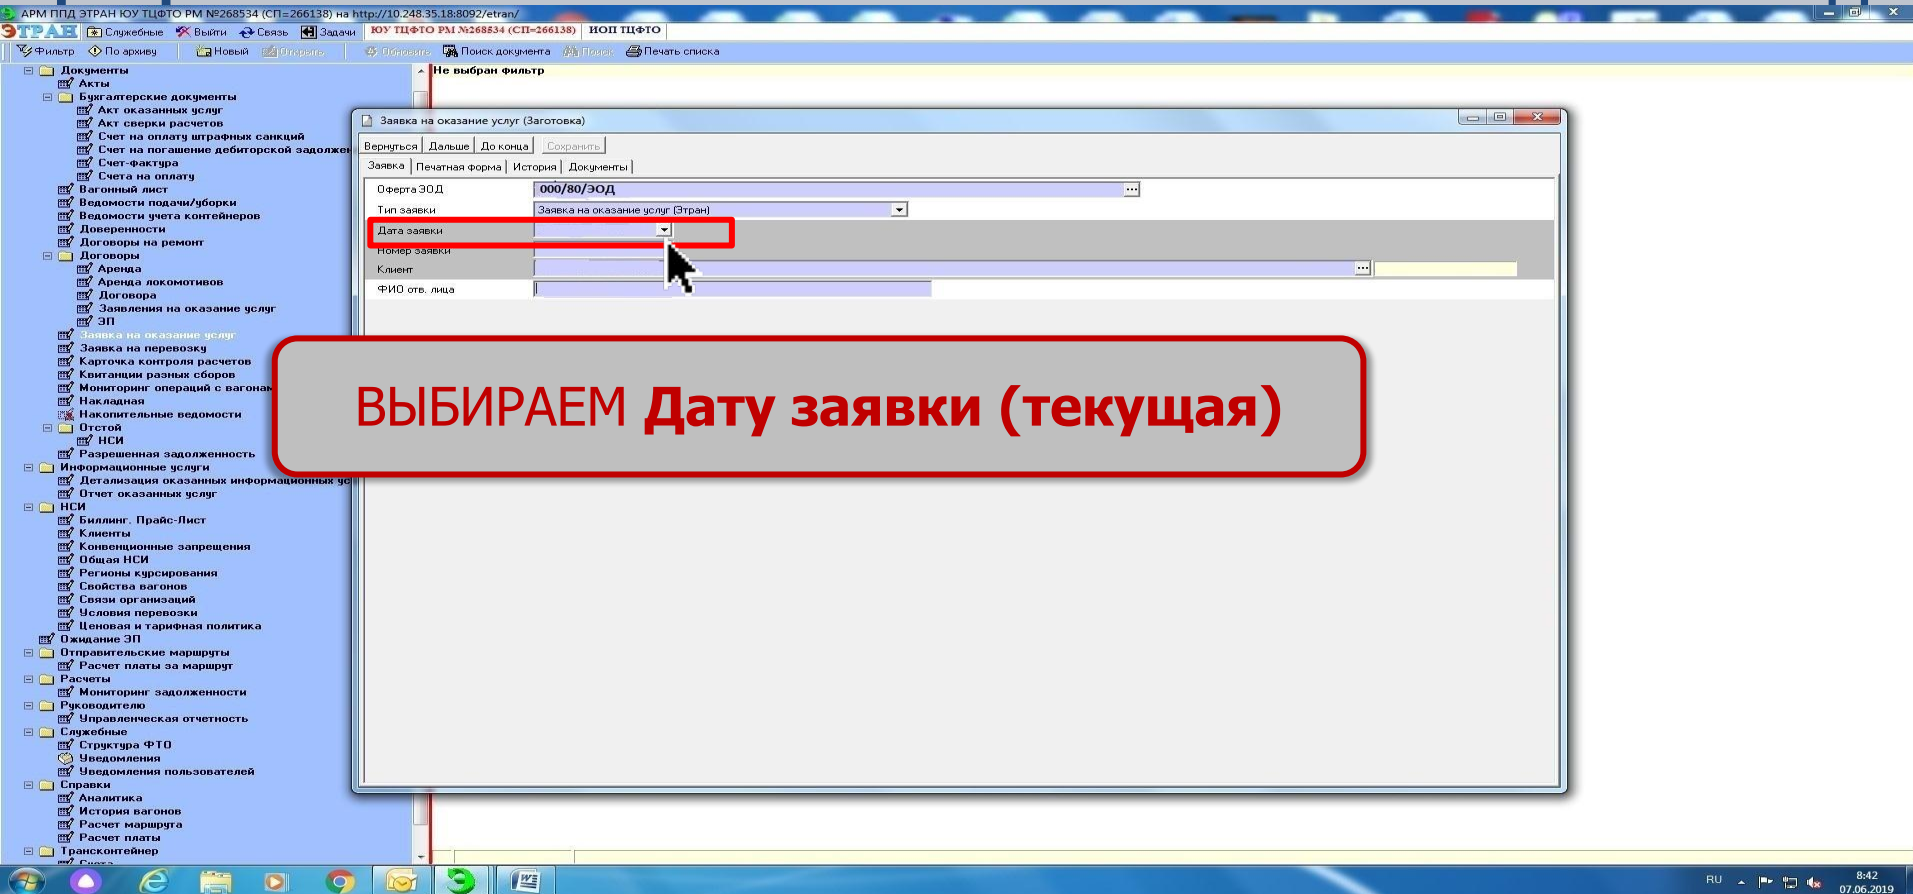 АРМ ППД ЭТРАН ЮУ ТЦФТО РМ №268534 (СП=266138) на http://10.248.35.18:8092/etran/
ЭТРАН Служебные Выйти Связь Задачи ЮУ ТЦФТО РМ №268534 (СП=266138) ИОП ТЦФТО
Фильтр По архиву Новый Открыть Обновить Поиск документа Поиск Печать списка
Документы
Акты
Бухгалтерские документы
Акт оказанных услуг
Акт сверки расчетов
Счет на оплату штрафных санкций
Счет на погашение дебиторской задолжен
Счет-фактура
Счета на оплату
Вагонный лист
Ведомости подачи/уборки
Ведомости учета контейнеров
Доверенности
Договоры на ремонт
Договоры
Аренда
Аренда локомотивов
Договора
Заявления на оказание услуг
ЭП
Заявка на оказание услуг
Заявка на перевозку
Карточка контроля расчетов
Квитанции разных сборов
Мониторинг операций с вагонам
Накладная
Накопительные ведомости
Отстой
НСИ
Разрешенная задолженность
Информационные услуги
Детализация оказанных информационных ус
Отчет оказанных услуг
НСИ
Биллинг. Прайс-Лист
Клиенты
Конвенционные запрещения
Общая НСИ
Регионы курсирования
Свойства вагонов
Связи организаций
Условия перевозки
Ценовая и тарифная политика
Ожидание ЭП
Отправительские маршруты
Расчет платы за маршрут
Расчеты
Мониторинг задолженности
Руководителю
Управленческая отчетность
Служебные
Структура ФТО
Уведомления
Уведомления пользователей
Справки
Аналитика
История вагонов
Расчет маршрута
Расчет платы
Трансконтейнер
Не выбран фильтр
Заявка на оказание услуг (Заготовка)
Вернуться Дальше До конца Сохранить
Заявка Печатная форма История Документы
Оферта ЭОД 000/80/ЭОД
Тип заявки Заявка на оказание услуг (Этран)
Дата заявки
Номер заявки
Клиент
ФИО отв. лица
ВЫБИРАЕМ Дату заявки (текущая)
RU 8:42
07.06.2019